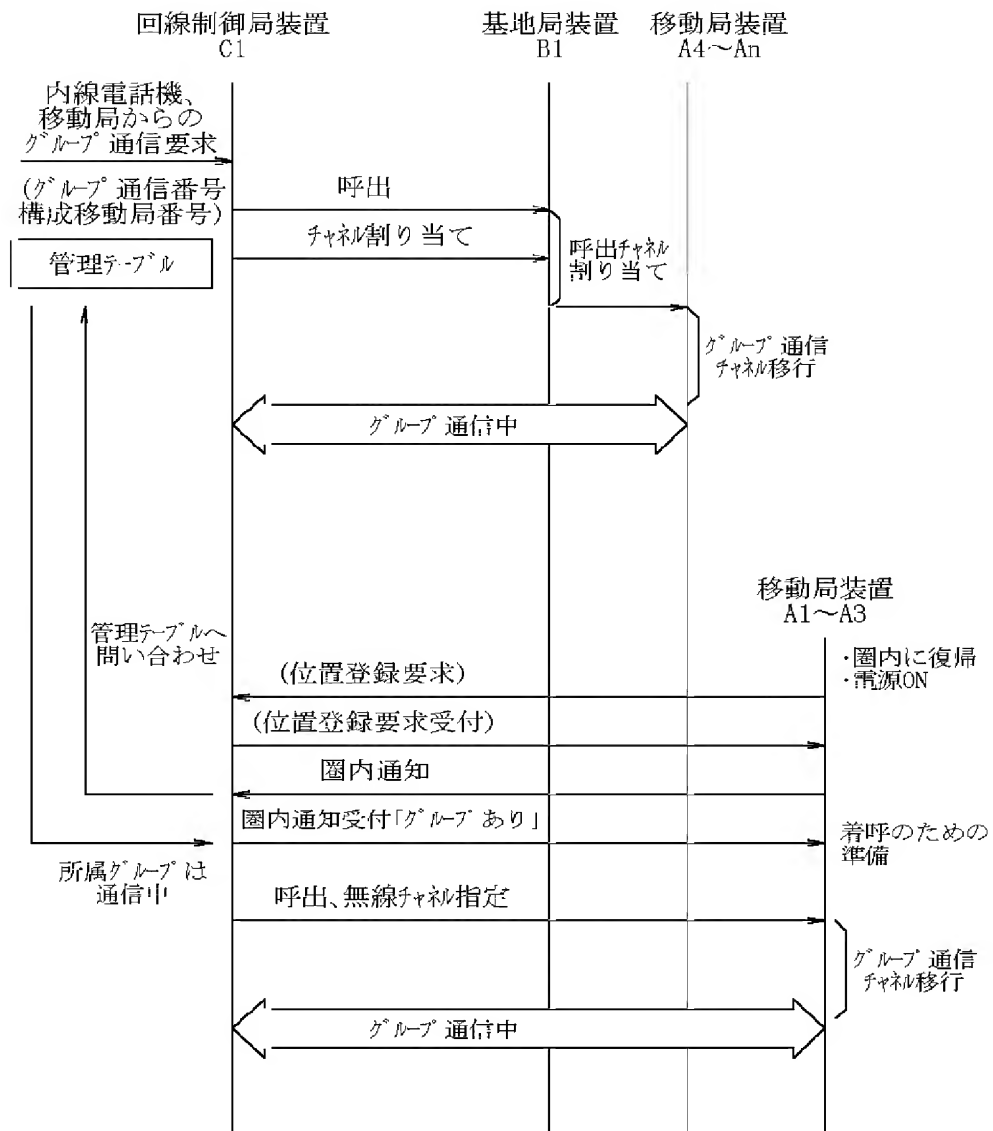 回線制御局装置
C1
基地局装置
B1
移動局装置
A4～An
内線電話機、
移動局からの
グループ通信要求
(グループ通信番号
構成移動局番号)
管理テーブル
呼出
チャネル割り当て
呼出チャネル
割り当て
グループ通信
チャネル移行
グループ通信中
移動局装置
A1～A3
・圏内に復帰
・電源ON
管理テーブルへ
問い合わせ
(位置登録要求)
(位置登録要求受付)
圏内通知
圏内通知受付「グループあり」
着呼のための
準備
所属グループは
通信中
呼出、無線チャネル指定
グループ通信
チャネル移行
グループ通信中